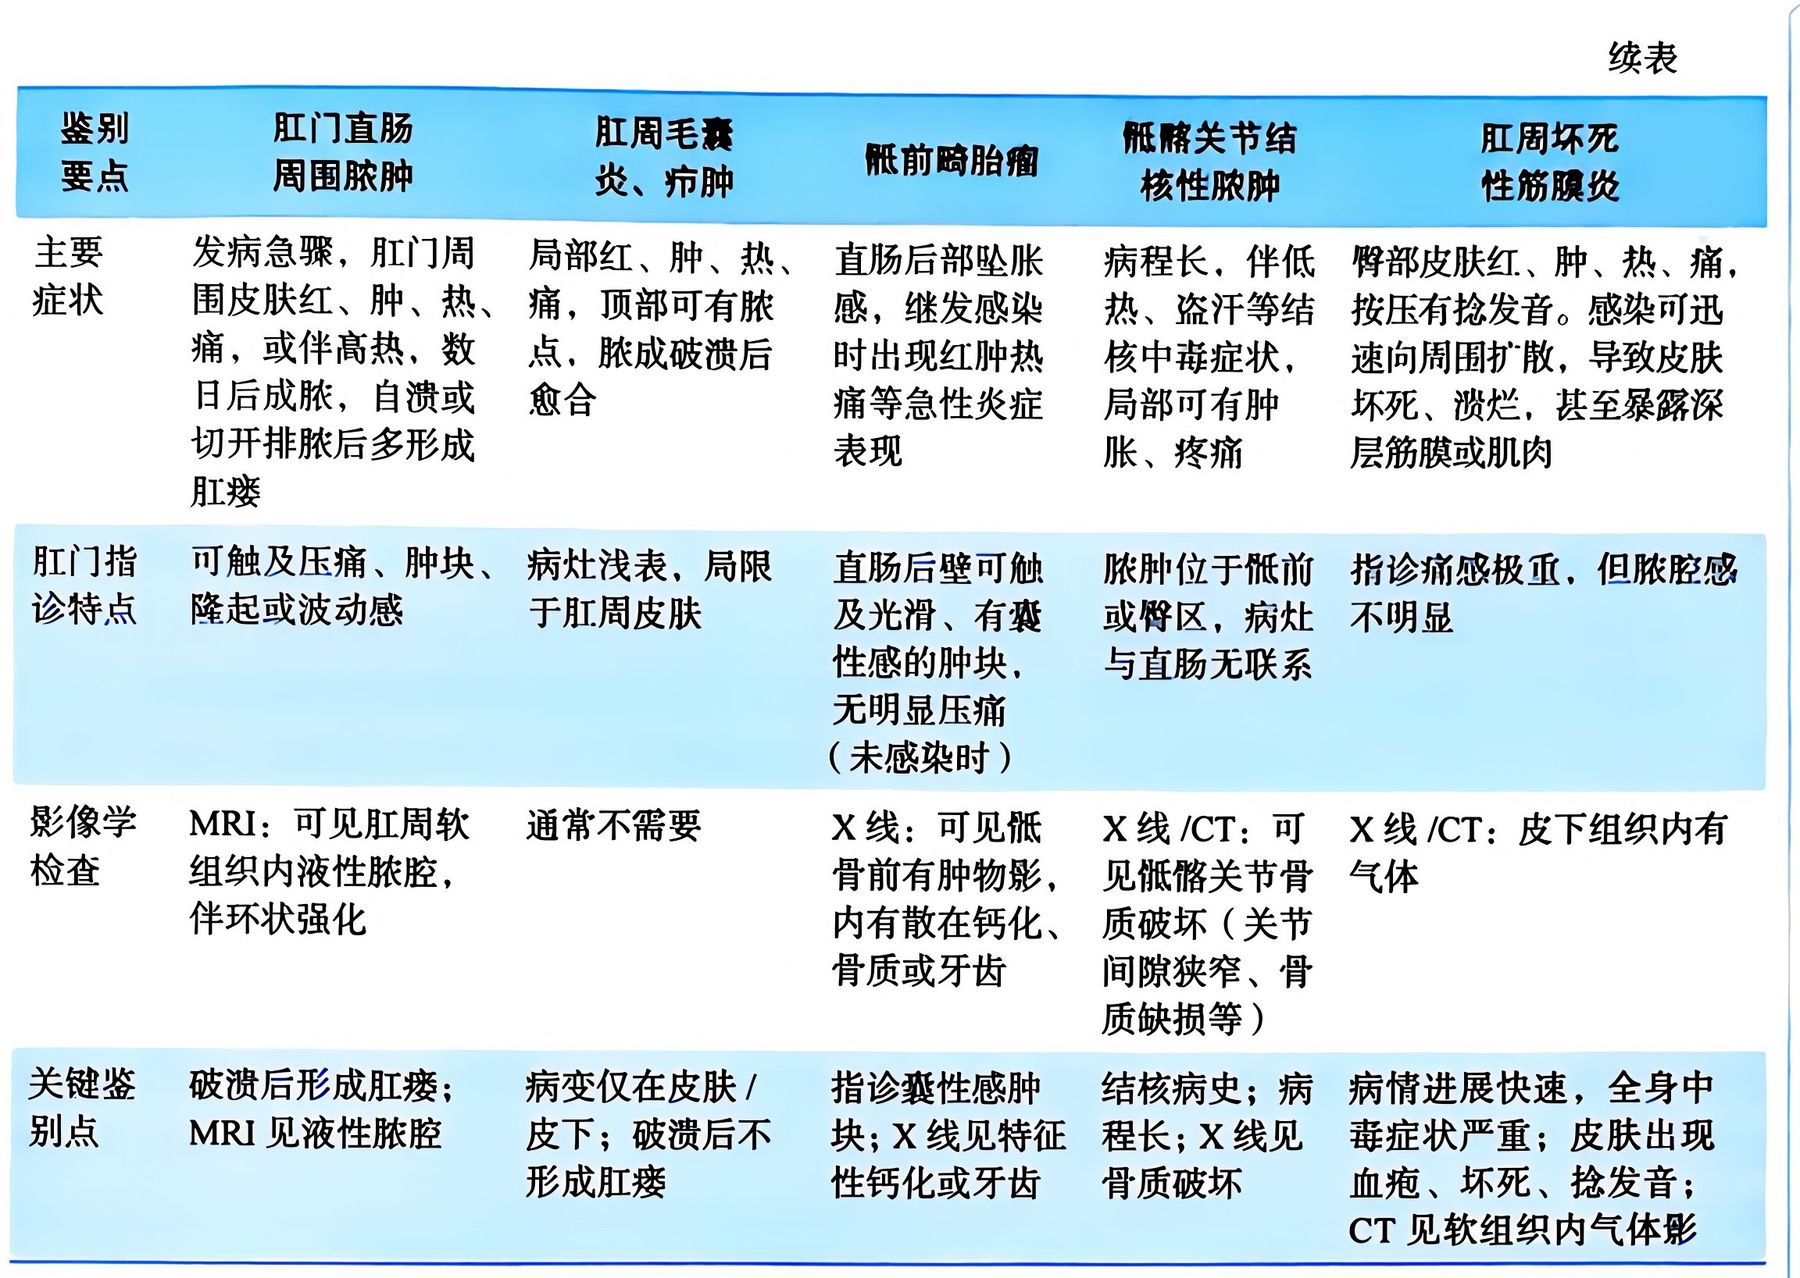 续表
鉴别
要点
肛门直肠
周围脓肿
肛周毛囊
炎、疖肿
骶前畸胎瘤
骶髂关节结
核性脓肿
肛周坏死
性筋膜炎
主要
症状
发病急骤，肛门周
围皮肤红、肿、热、
痛，或伴高热，数
日后成脓，自溃或
切开排脓后多形成
肛瘘
局部红、肿、热、
痛，顶部可有脓
点，脓成破溃后
愈合
直肠后部坠胀
感，继发感染
时出现红肿热
痛等急性炎症
表现
病程长，伴低
热、盗汗等结
核中毒症状，
局部可有肿
胀、疼痛
臀部皮肤红、肿、热、痛，
按压有捻发音。感染可迅
速向周围扩散，导致皮肤
坏死、溃烂，甚至暴露深
层筋膜或肌肉
肛门指
诊特点
可触及压痛、肿块、
隆起或波动感
病灶浅表，局限
于肛周皮肤
直肠后壁可触
及光滑、有囊
性感的肿块，
无明显压痛
（未感染时）
脓肿位于骶前
或臀区，病灶
与直肠无联系
指诊痛感极重，但脓腔感
不明显
影像学
检查
MRI：可见肛周软
组织内液性脓腔，
伴环状强化
通常不需要
X 线：可见骶
骨前有肿物影，
内有散在钙化、
骨质或牙齿
X 线 /CT：可
见骶髂关节骨
质破坏（关节
间隙狭窄、骨
质缺损等）
X 线 /CT：皮下组织内有
气体
关键鉴
别点
破溃后形成肛瘘；
MRI 见液性脓腔
病变仅在皮肤 /
皮下；破溃后不
形成肛瘘
指诊囊性感肿
块；X 线见特征
性钙化或牙齿
结核病史；病
程长；X 线见
骨质破坏
病情进展快速，全身中
毒症状严重；皮肤出现
血疱、坏死、捻发音；
CT 见软组织内气体影